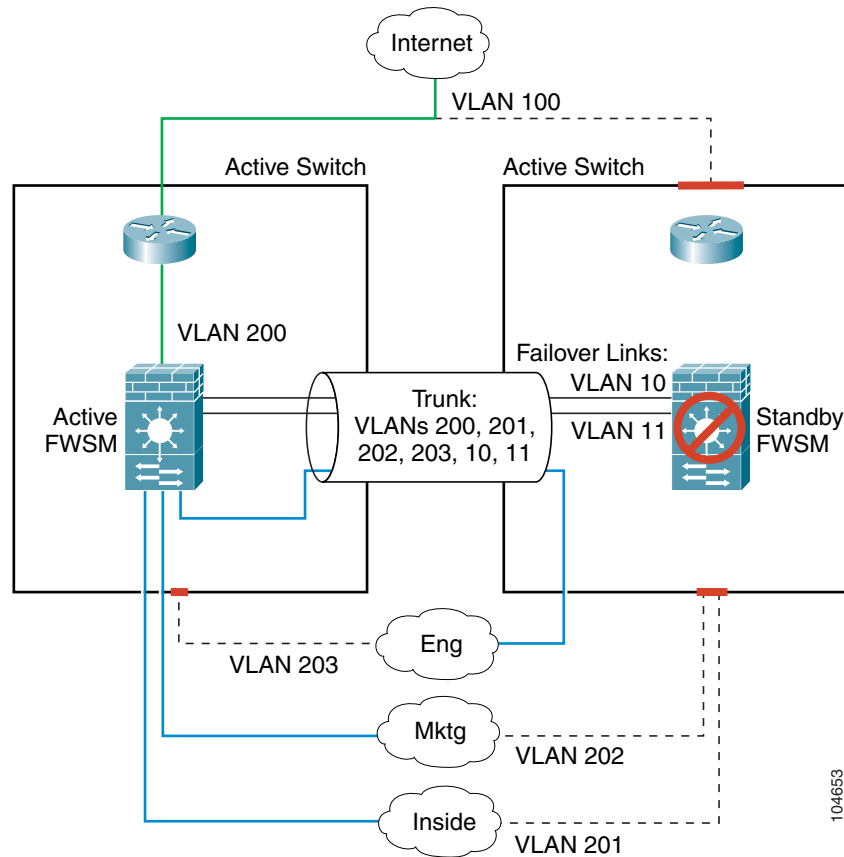 Internet
VLAN 100
Active Switch
Active Switch
VLAN 200
Failover Links:
VLAN 10
Active
FWSM
Trunk:
VLANs 200, 201,
202, 203, 10, 11
VLAN 11
Standby
FWSM
Eng
VLAN 203
Mktg
VLAN 202
Inside
VLAN 201
104653